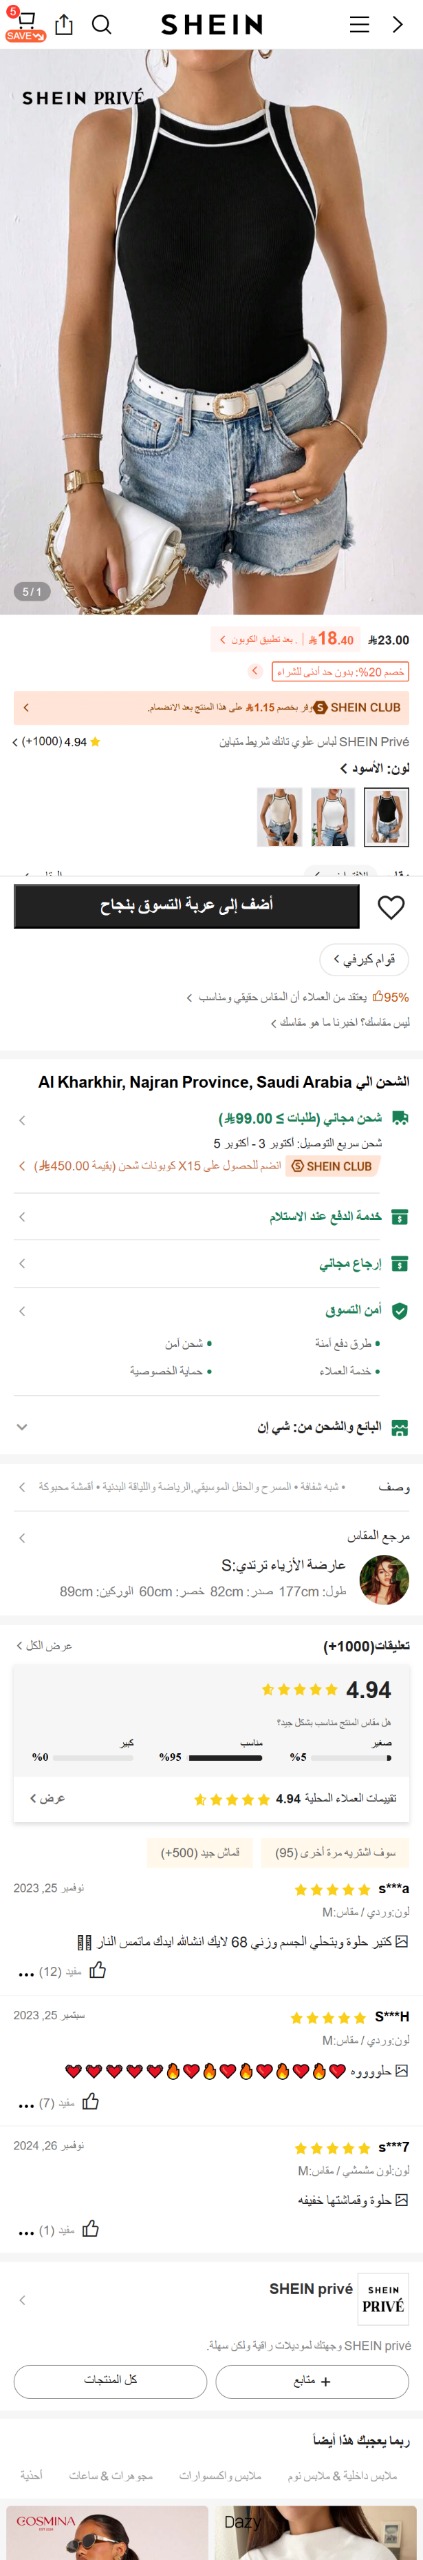 5
SAVE
SHEIN
SHEIN PRIVÉ
5/1
23.00
18.40 بعد تطبيق الكوبون
خصم 20%: بدون حد أدنى للشراء
SHEIN CLUB وفر بخصم 1.15 على هذا المنتج بعد الانضمام.
SHEIN Privé لباس علوي تانك شريط متباين
4.94 (1000+)
لون: الأسود
أضف إلى عربة التسوق بنجاح
قوام كيرفي
95% يعتقد من العملاء أن المقاس حقيقي ومناسب
ليس مقاسك؟ اخبرنا ما هو مقاسك
الشحن الي Al Kharkhir, Najran Province, Saudi Arabia
شحن مجاني (طلبات ≥ 99.00)
شحن سريع التوصيل: أكتوبر 3 - أكتوبر 5
SHEIN CLUB انضم للحصول على X15 كوبونات شحن (بقيمة 450.00)
خدمة الدفع عند الاستلام
إرجاع مجاني
أمن التسوق
• طرق دفع آمنة
• شحن آمن
• خدمة العملاء
• حماية الخصوصية
البائع والشحن من: شي إن
وصف
• شبه شفافة • المسرح والحفل الموسيقي,الرياضة واللياقة البدنية • أقمشة محبوكة
مرجع المقاس
عارضة الأزياء ترتدي:S
طول: 177cm صدر: 82cm خصر: 60cm الوركين: 89cm
تعليقات(1000+)
عرض الكل
4.94
هل مقاس المنتج مناسب بشكل جيد؟
صغير
مناسب
كبير
%5
%95
%0
تقييمات العملاء المحلية 4.94
عرض
سوف اشتريه مرة أخرى (95)
قماش جيد (500+)
s***a
نوفمبر 25, 2023
لون:وردي / مقاس:M
كتير حلوة وبتحلي الجسم وزني 68 لايك انشالله ايدك ماتمس النار
مفيد (12)
S***H
سبتمبر 25, 2023
لون:وردي / مقاس:M
حلوووه ❤🔥❤🔥❤🔥❤🔥❤🔥❤❤❤❤❤
مفيد (7)
s***7
نوفمبر 26, 2024
لون:لون مشمشي / مقاس:M
حلوة وقماشتها خفيفه
مفيد (1)
SHEIN privé
SHEIN
PRIVÉ
SHEIN privé وجهتك لموديلات راقية ولكن سهلة.
+ متابع
كل المنتجات
ربما يعجبك هذا أيضاً
ملابس داخلية & ملابس نوم
ملابس واكسسوارات
مجوهرات & ساعات
أحذية
COSMINA
Dazy